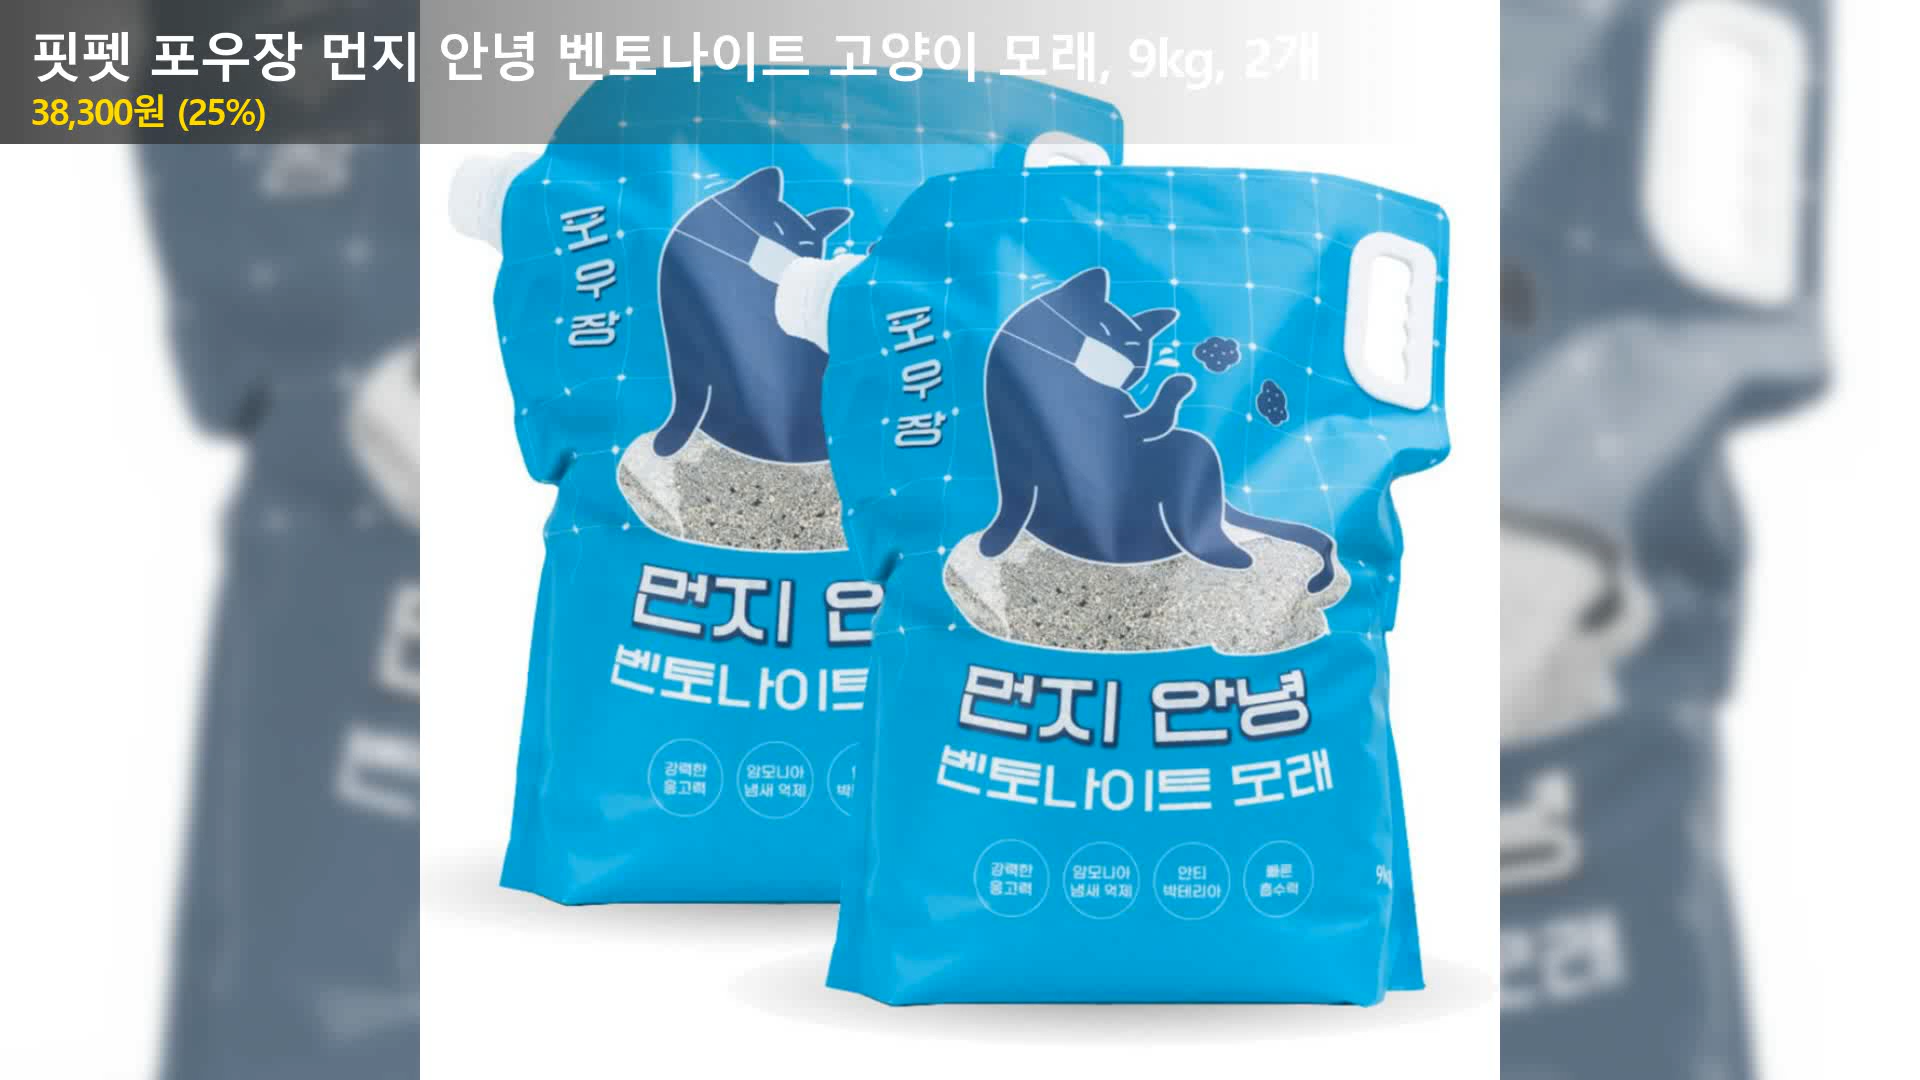 핏펫 포우장 먼지 안녕 벤토나이트 고양이 모래, 9kg, 2개
38,300원 (25%)
포우장
먼지 안
벤토나이트
강력한
응고력
암모니아
냄새 억제
포우장
먼지 안녕
벤토나이트 모래
강력한
응고력
암모니아
냄새 억제
안티
박테리아
빠른
흡수력
9kg